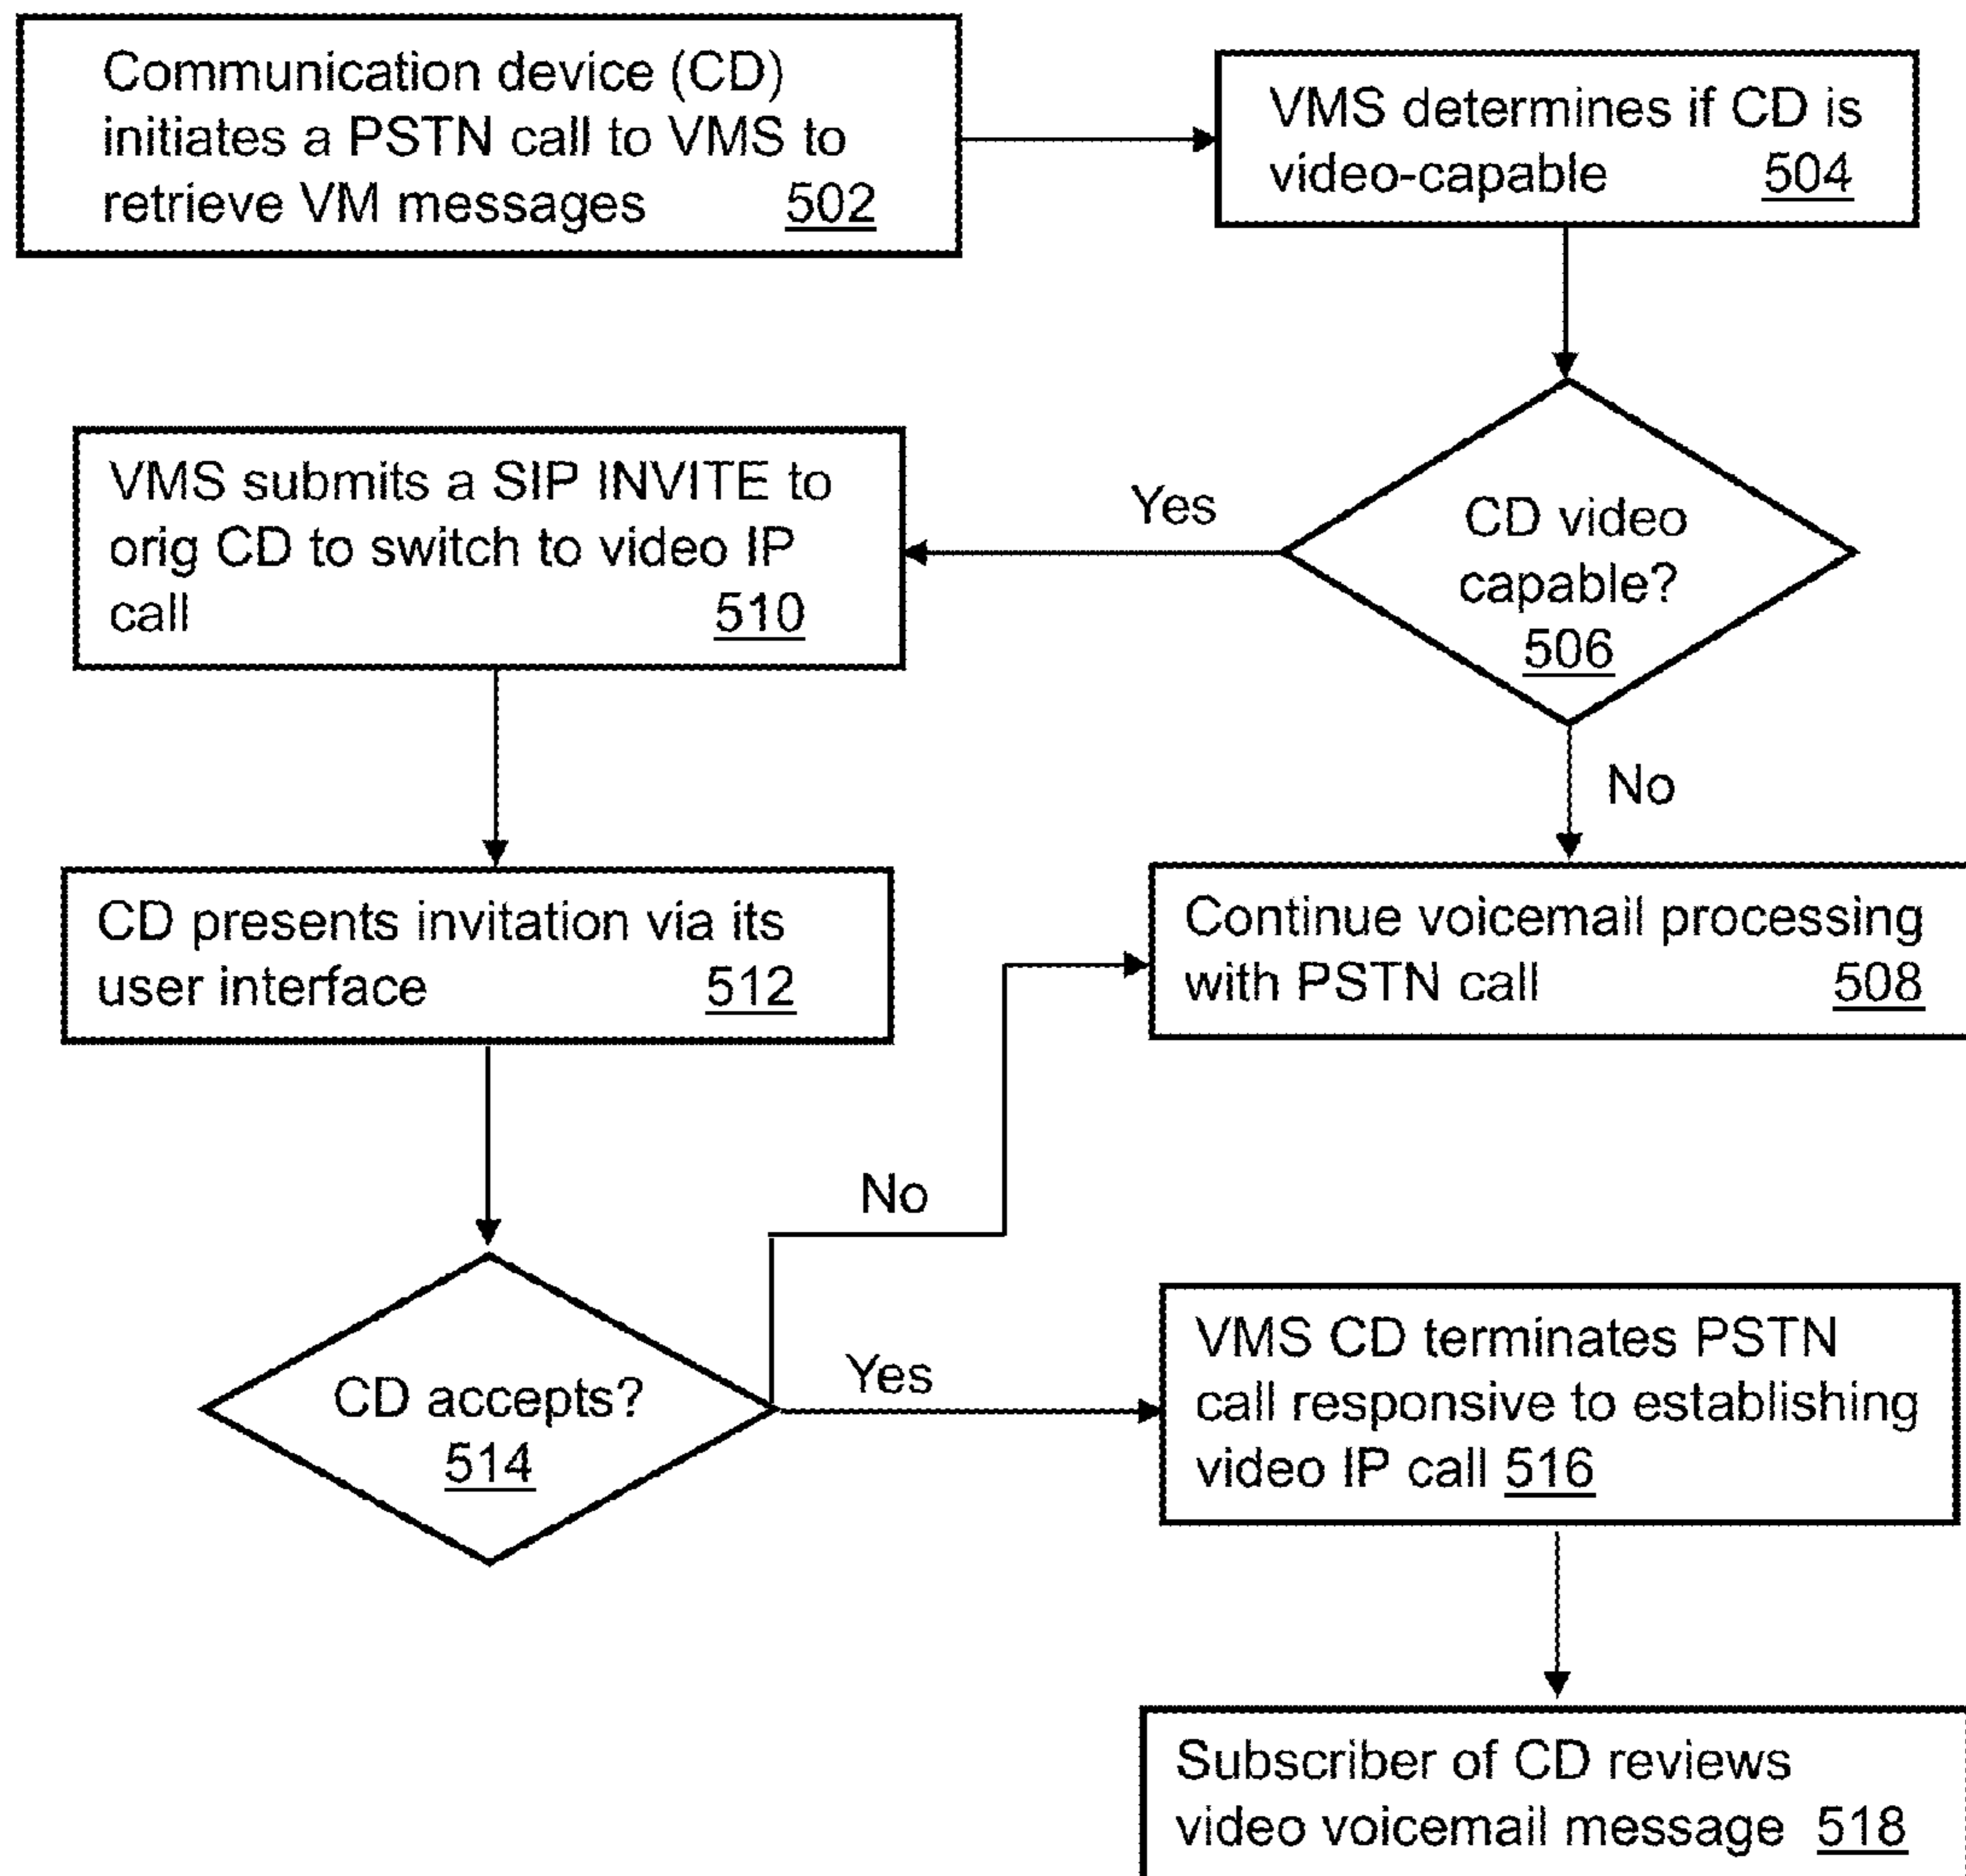 Communication device (CD)
initiates a PSTN call to VMS to
retrieve VM messages 502
VMS determines if CD is
video-capable 504
CD video
capable?
506
Yes
No
VMS submits a SIP INVITE to
orig CD to switch to video IP
call 510
CD presents invitation via its
user interface 512
Continue voicemail processing
with PSTN call 508
CD accepts?
514
No
Yes
VMS CD terminates PSTN
call responsive to establishing
video IP call 516
Subscriber of CD reviews
video voicemail message 518